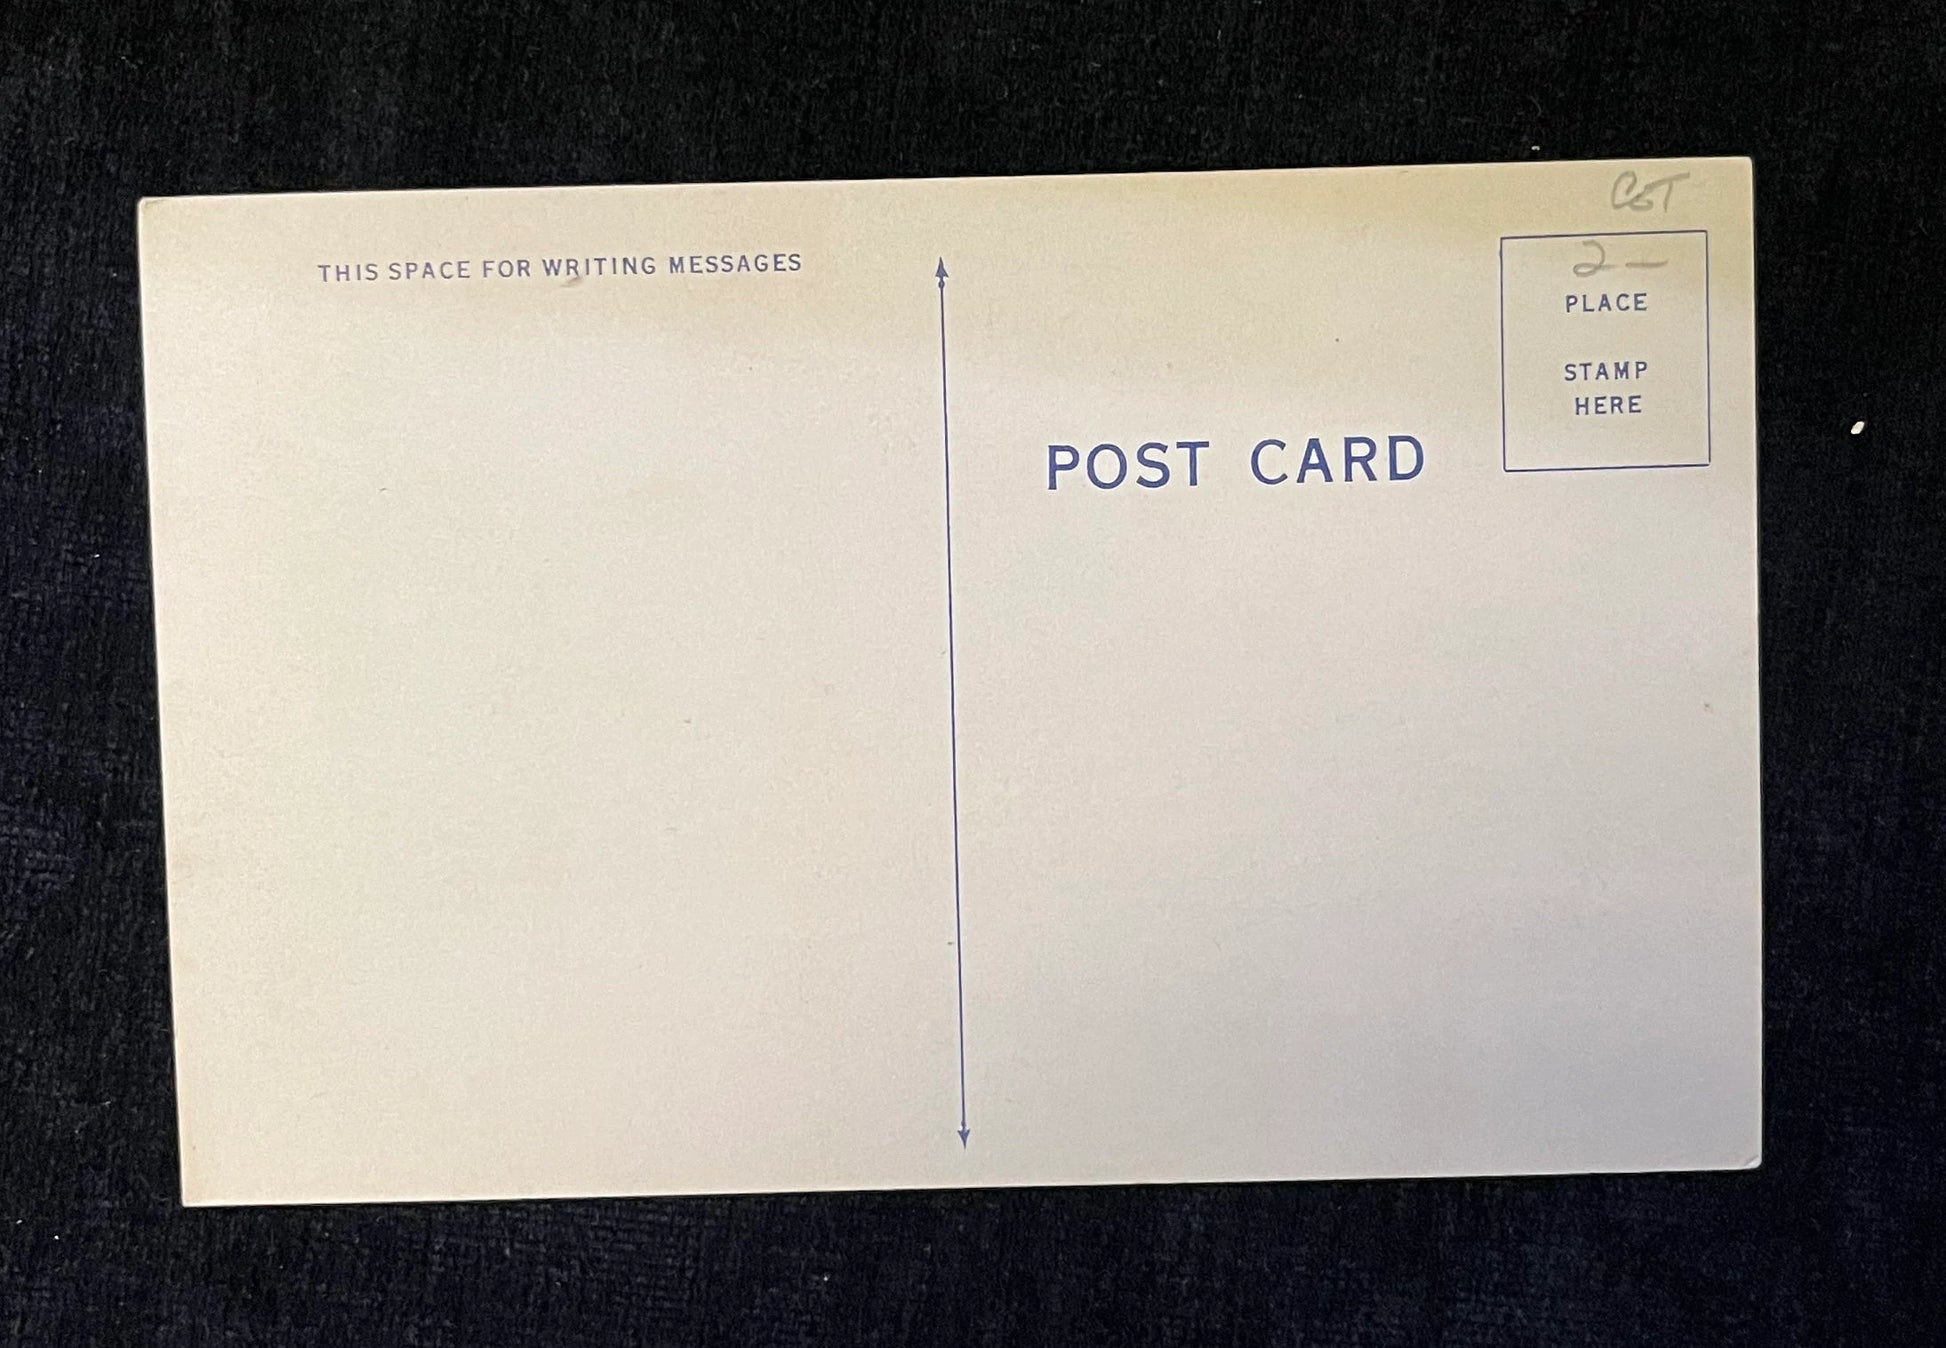 CGT
THIS SPACE FOR WRITING MESSAGES
2 —
PLACE
STAMP
HERE
POST CARD